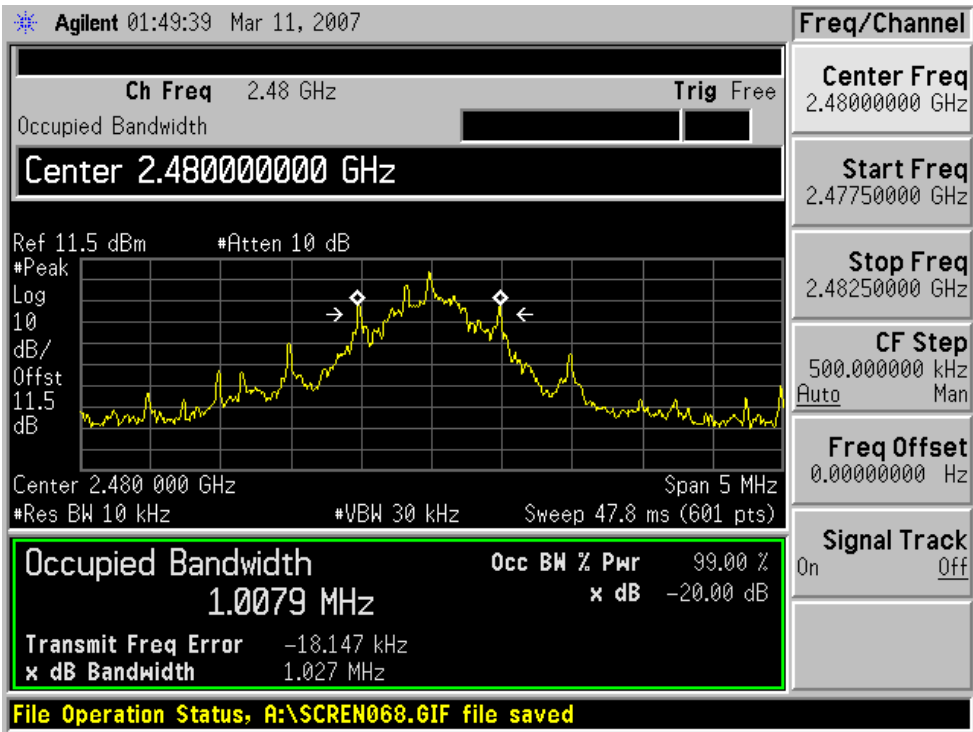 Agilent 01:49:39 Mar 11, 2007
Freq/Channel
Ch Freq 2.48 GHz Trig Free
Occupied Bandwidth
Center 2.480000000 GHz
Ref 11.5 dBm #Atten 10 dB
#Peak
Log
10
dB/
Offst
11.5
dB
Center 2.480 000 GHz Span 5 MHz
#Res BW 10 kHz #VBW 30 kHz Sweep 47.8 ms (601 pts)
Occupied Bandwidth Occ BW % Pwr 99.00 %
1.0079 MHz x dB -20.00 dB
Transmit Freq Error -18.147 kHz
x dB Bandwidth 1.027 MHz
File Operation Status, A:\SCREN068.GIF file saved
Center Freq
2.48000000 GHz
Start Freq
2.47750000 GHz
Stop Freq
2.48250000 GHz
CF Step
500.000000 kHz
Auto Man
Freq Offset
0.00000000 Hz
Signal Track
On Off